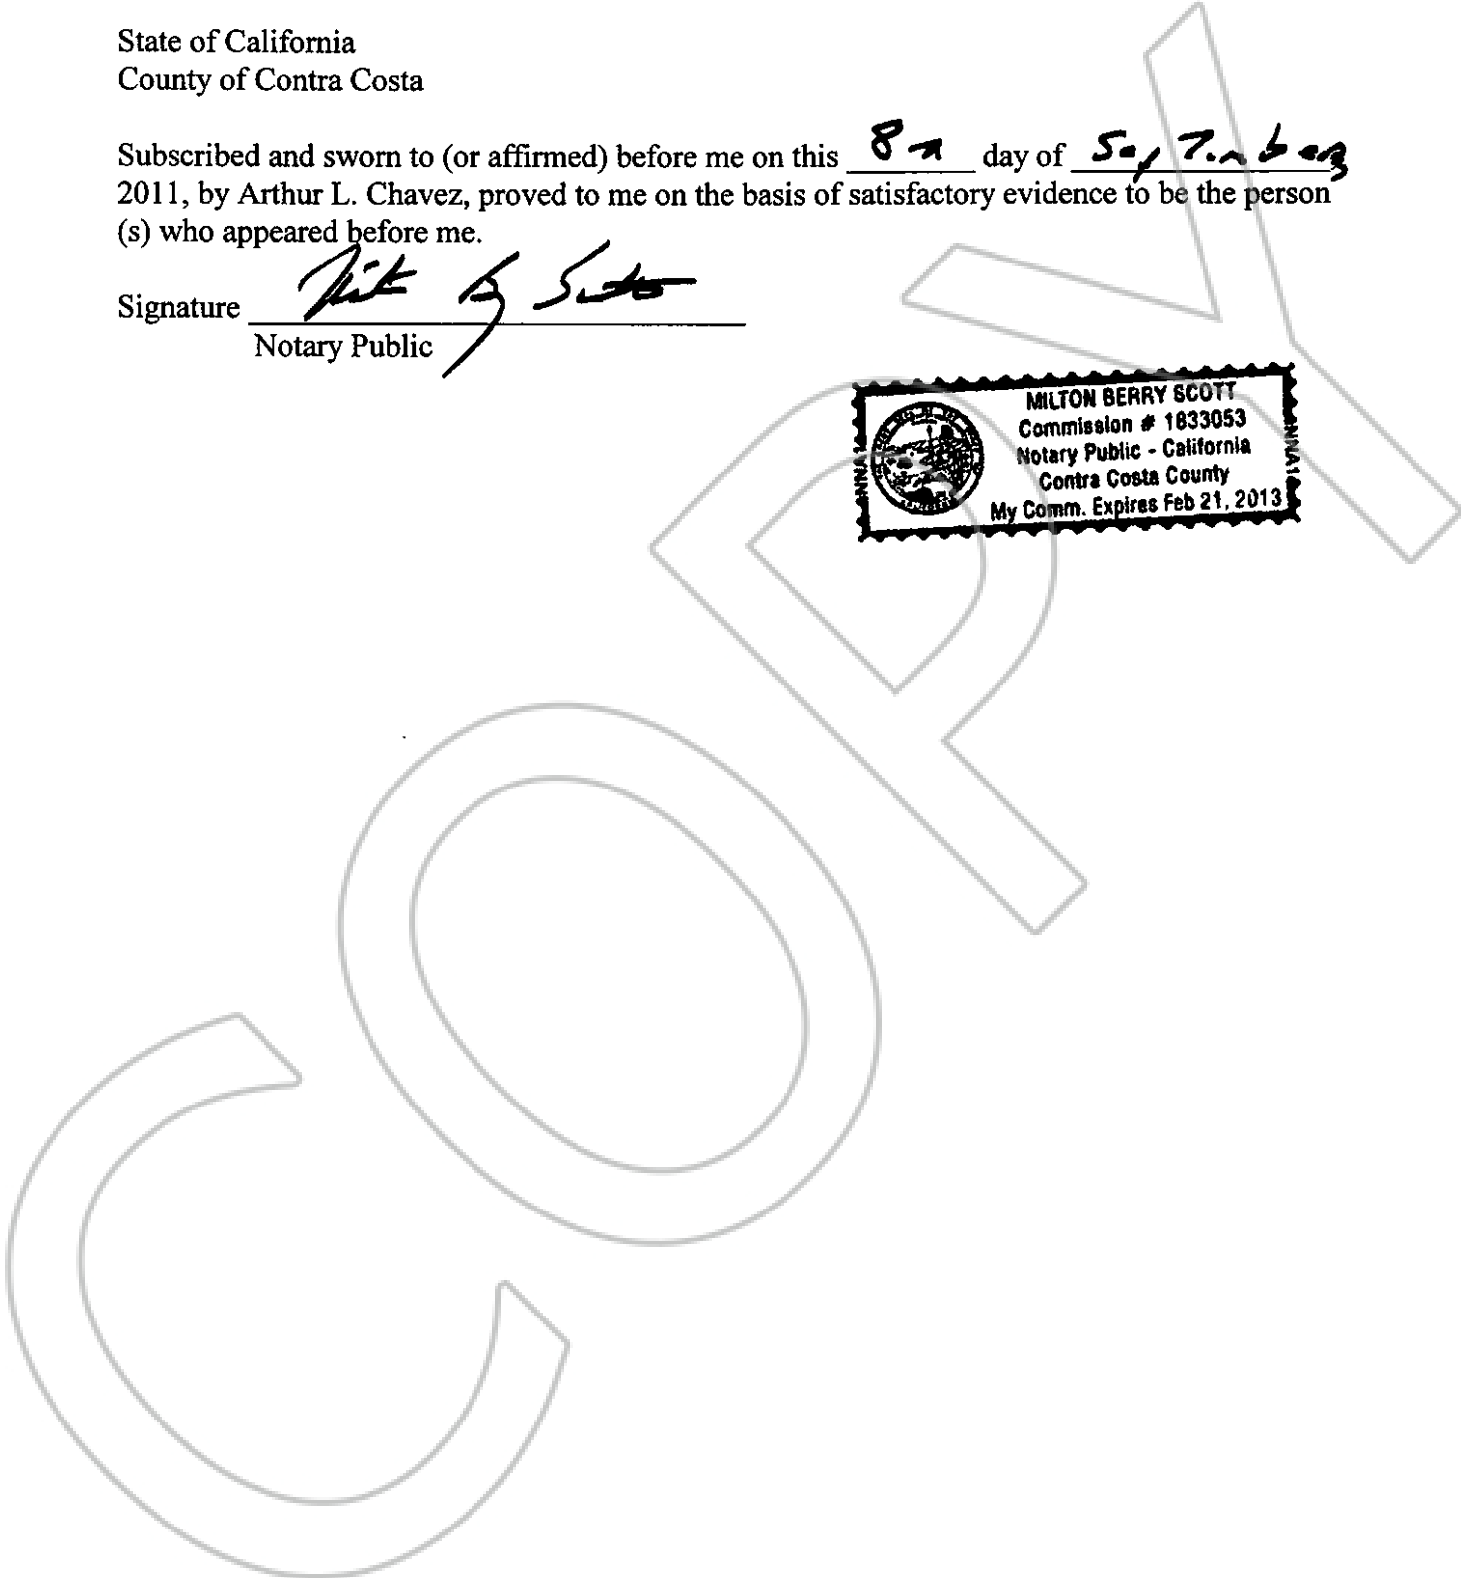 State of California
County of Contra Costa
Subscribed and sworn to (or affirmed) before me on this 8th day of September
2011, by Arthur L. Chavez, proved to me on the basis of satisfactory evidence to be the person
(s) who appeared before me.
Signature
Notary Public
MILTON BERRY SCOTT
Commission # 1833053
Notary Public - California
Contra Costa County
My Comm. Expires Feb 21, 2013
COPY